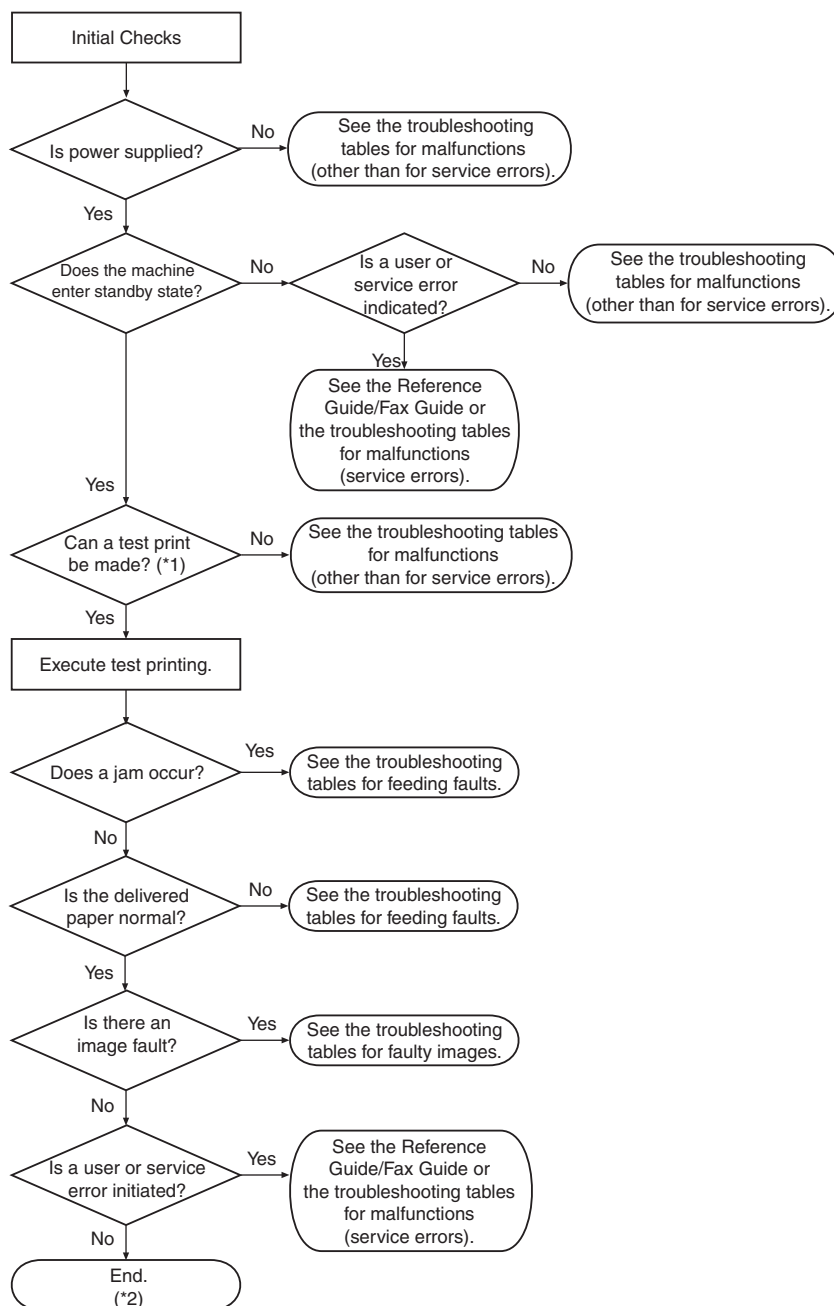 Initial Checks
Is power supplied?
No
See the troubleshooting
tables for malfunctions
(other than for service errors).
Yes
Does the machine
enter standby state?
No
Is a user or
service error
indicated?
No
See the troubleshooting
tables for malfunctions
(other than for service errors).
Yes
See the Reference
Guide/Fax Guide or
the troubleshooting tables
for malfunctions
(service errors).
Yes
Can a test print
be made? (*1)
No
See the troubleshooting tables
for malfunctions
(other than for service errors).
Yes
Execute test printing.
Does a jam occur?
Yes
See the troubleshooting
tables for feeding faults.
No
Is the delivered
paper normal?
No
See the troubleshooting
tables for feeding faults.
Yes
Is there an
image fault?
Yes
See the troubleshooting
tables for faulty images.
No
Is a user or service
error initiated?
Yes
See the Reference
Guide/Fax Guide or
the troubleshooting tables
for malfunctions
(service errors).
No
End.
(*2)